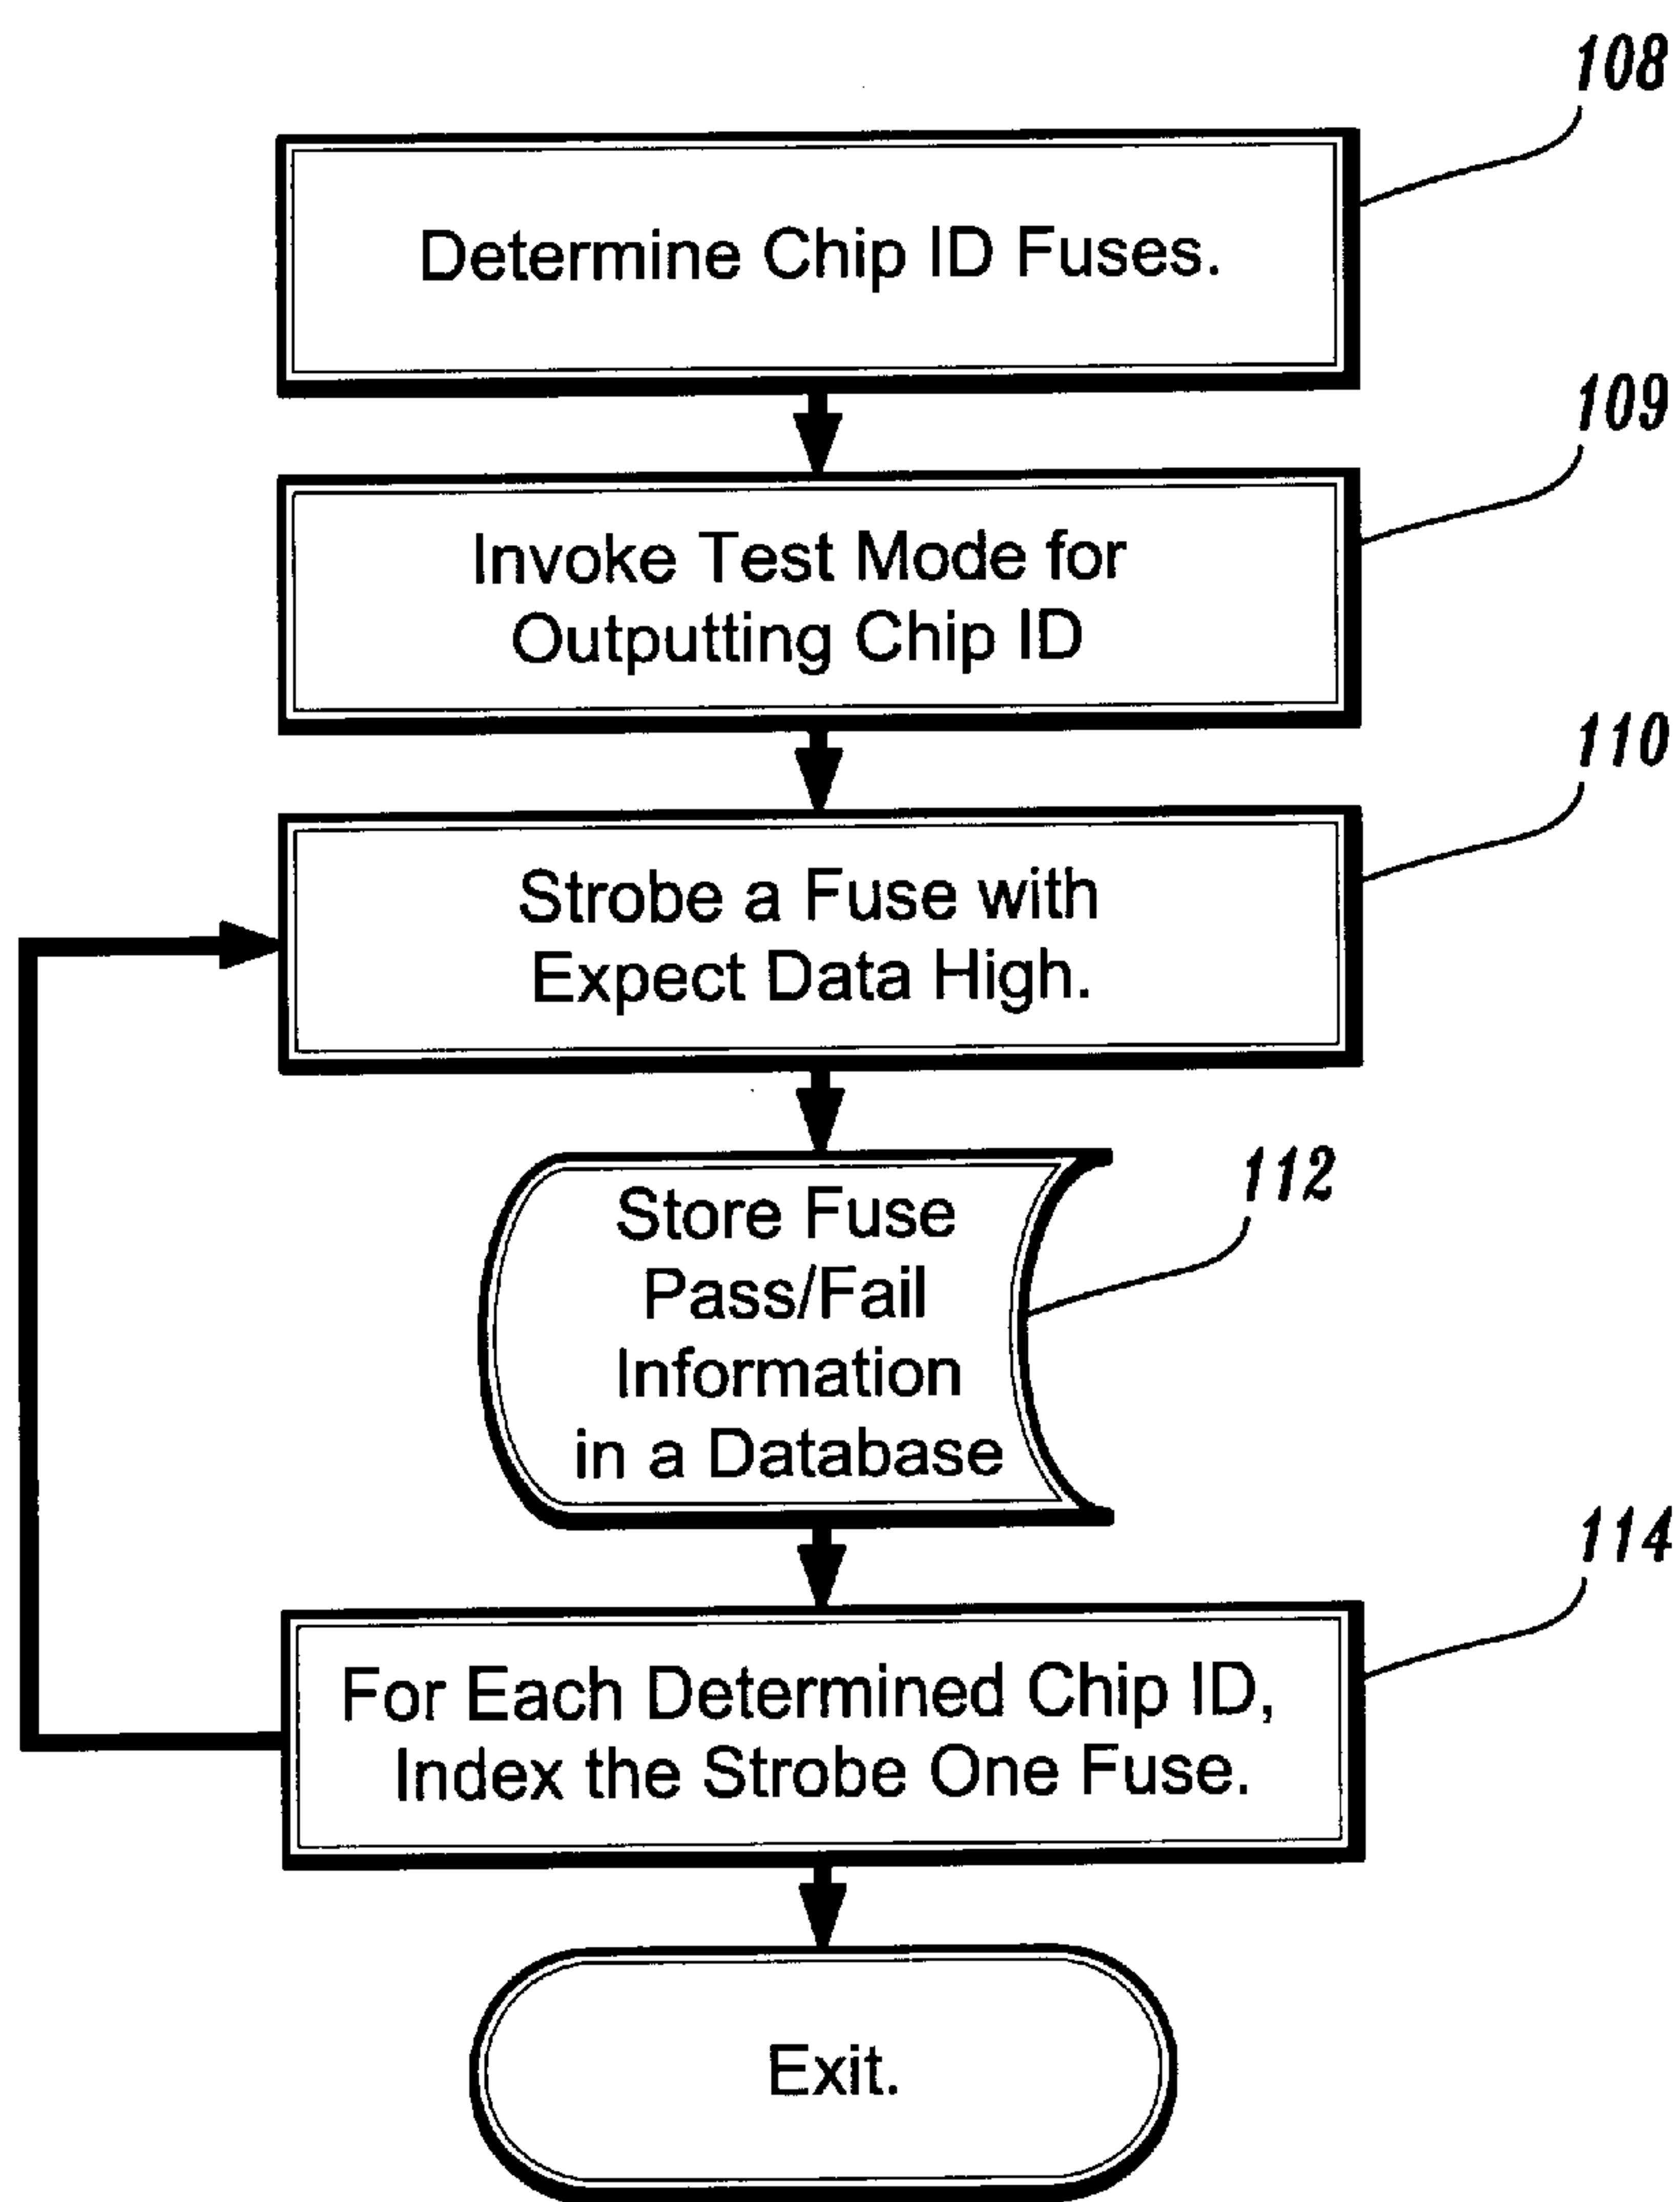 108
Determine Chip ID Fuses.
109
Invoke Test Mode for
Outputting Chip ID
110
Strobe a Fuse with
Expect Data High.
112
Store Fuse
Pass/Fail
Information
in a Database
114
For Each Determined Chip ID,
Index the Strobe One Fuse.
Exit.